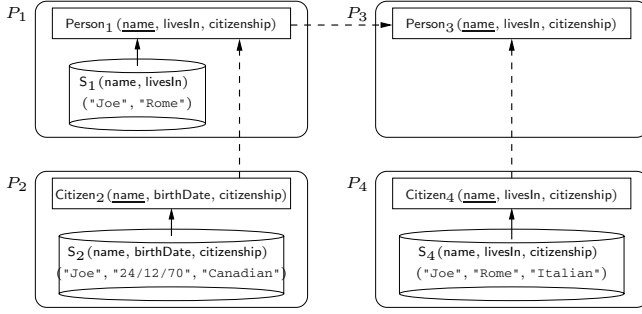 P1
Person1(name, livesIn, citizenship)
S1(name, livesIn)
("Joe", "Rome")
P3
Person3(name, livesIn, citizenship)
P2
Citizen2(name, birthDate, citizenship)
S2(name, birthDate, citizenship)
("Joe", "24/12/70", "Canadian")
P4
Citizen4(name, livesIn, citizenship)
S4(name, livesIn, citizenship)
("Joe", "Rome", "Italian")